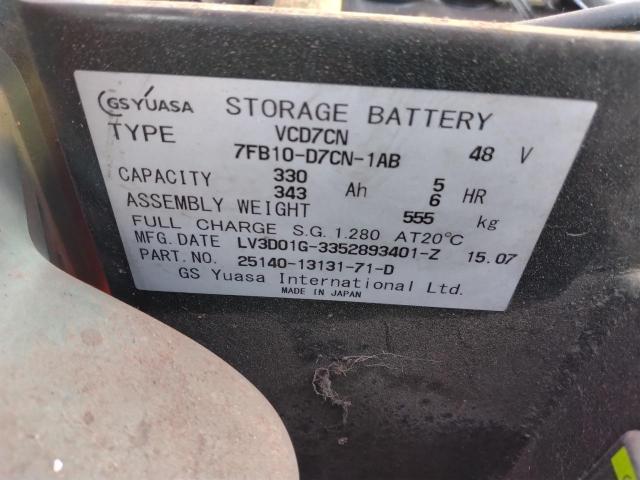 GS YUASA STORAGE BATTERY
TYPE VCD7CN
7FB10-D7CN-1AB 48 V
CAPACITY 330 Ah 5 HR
343 6
ASSEMBLY WEIGHT 555 kg
FULL CHARGE S.G. 1.280 AT20°C
MFG. DATE LV3D01G-3352893401-Z 15.07
PART. NO. 25140-13131-71-D
GS Yuasa International Ltd.
MADE IN JAPAN